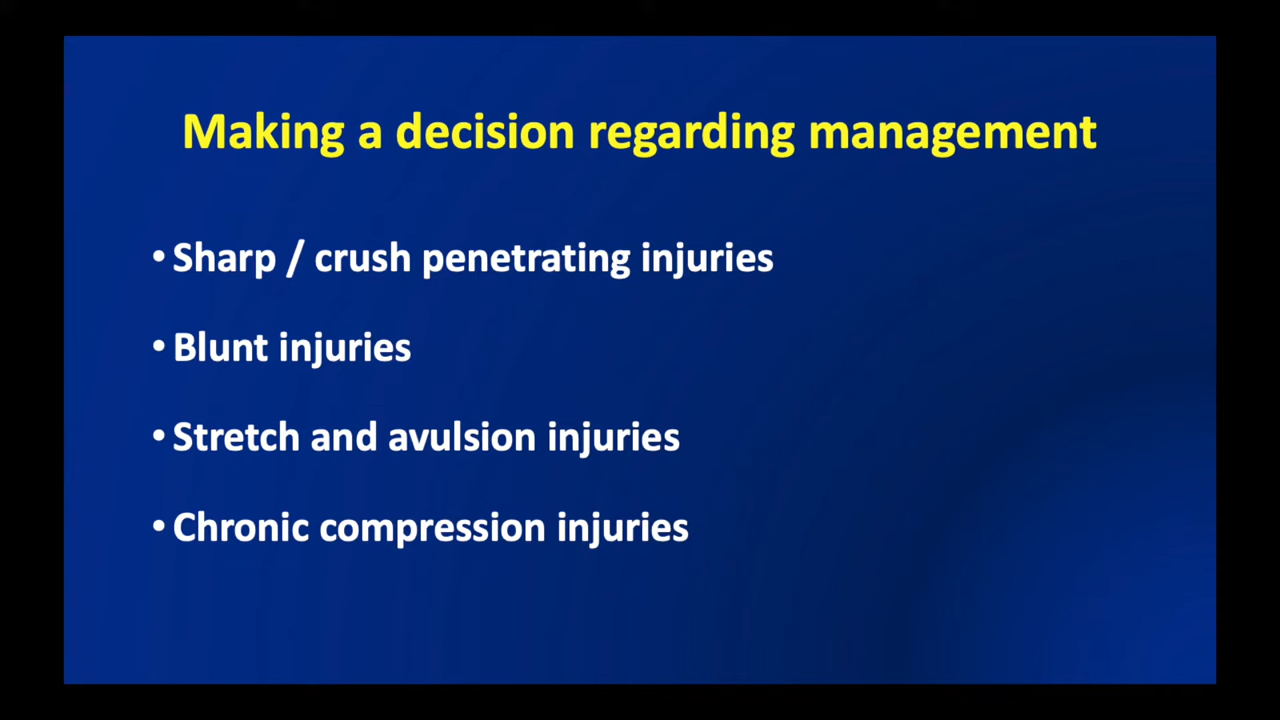 Making a decision regarding management
• Sharp / crush penetrating injuries
• Blunt injuries
• Stretch and avulsion injuries
• Chronic compression injuries